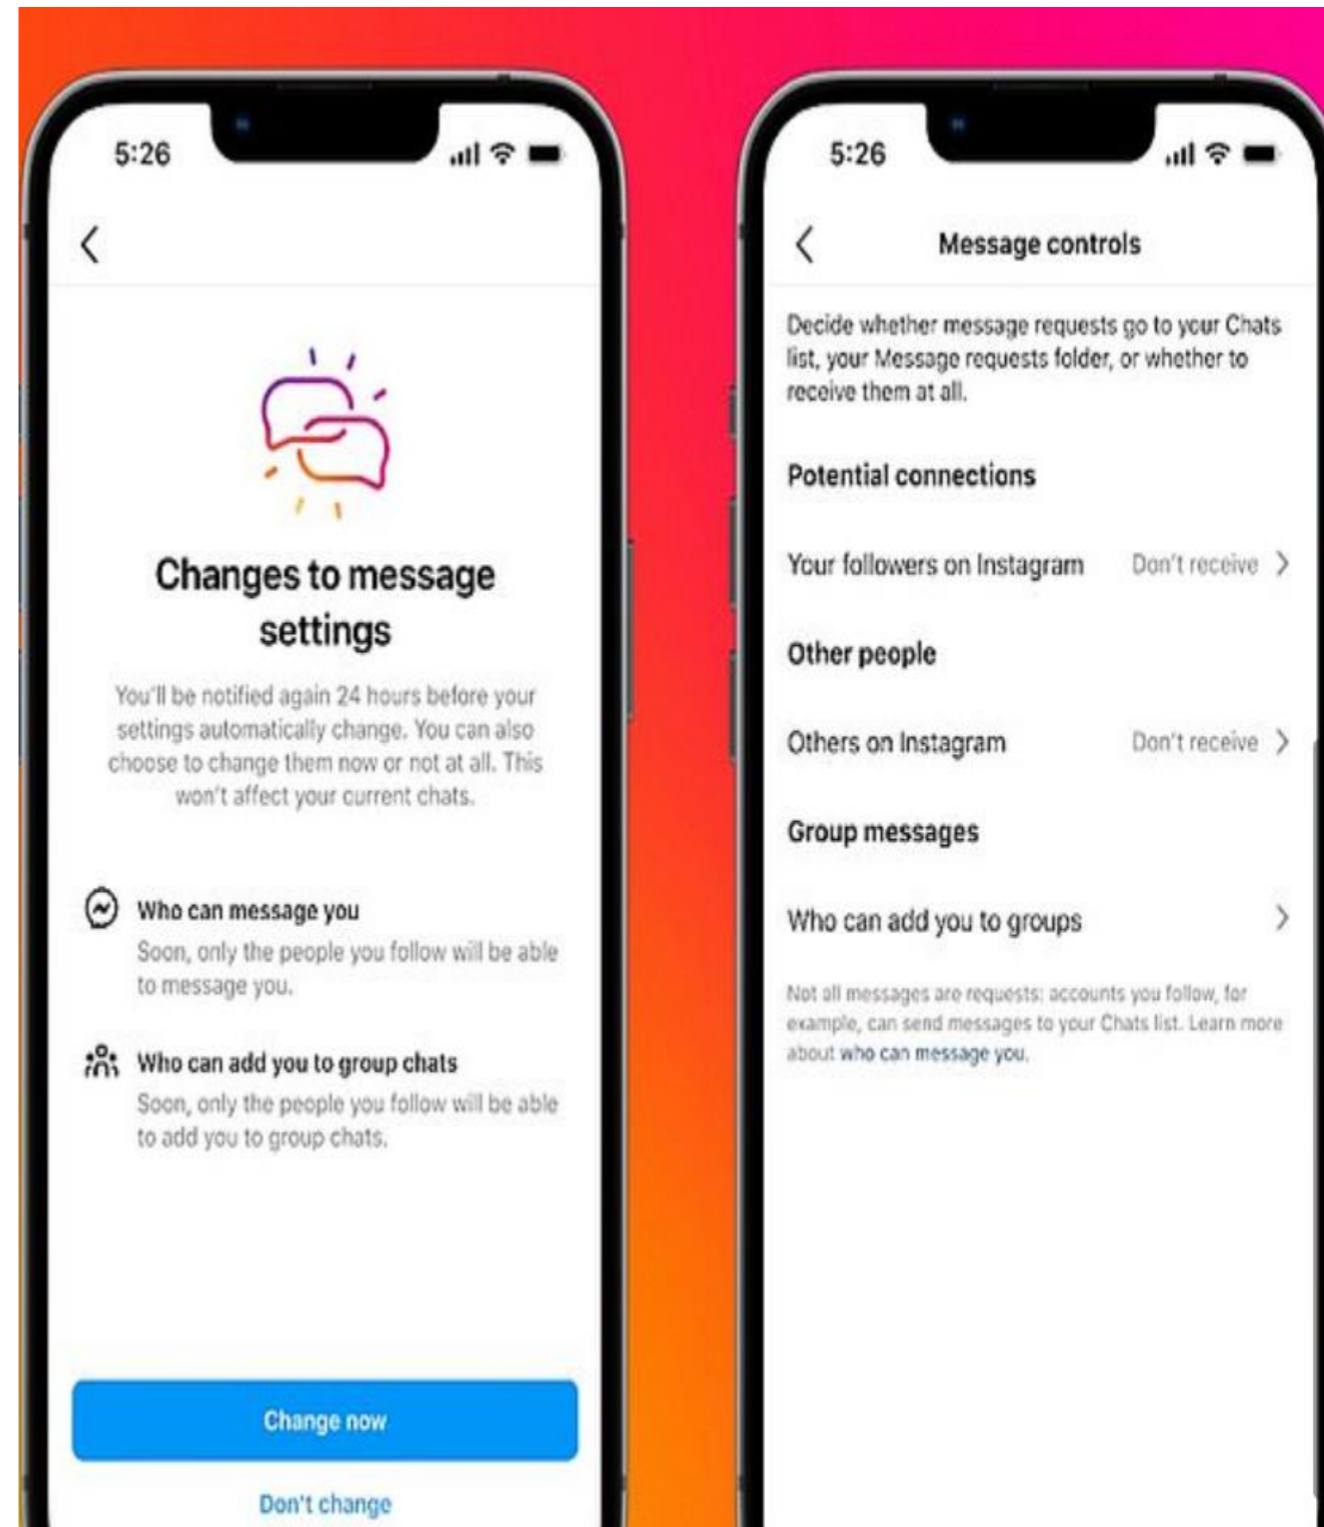 5:26
Changes to message
settings
You'll be notified again 24 hours before your
settings automatically change. You can also
choose to change them now or not at all. This
won't affect your current chats.
Who can message you
Soon, only the people you follow will be able
to message you.
Who can add you to group chats
Soon, only the people you follow will be able
to add you to group chats.
Change now
Don't change
5:26
Message controls
Decide whether message requests go to your Chats
list, your Message requests folder, or whether to
receive them at all.
Potential connections
Your followers on Instagram Don't receive
Other people
Others on Instagram Don't receive
Group messages
Who can add you to groups
Not all messages are requests: accounts you follow, for
example, can send messages to your Chats list. Learn more
about who can message you.